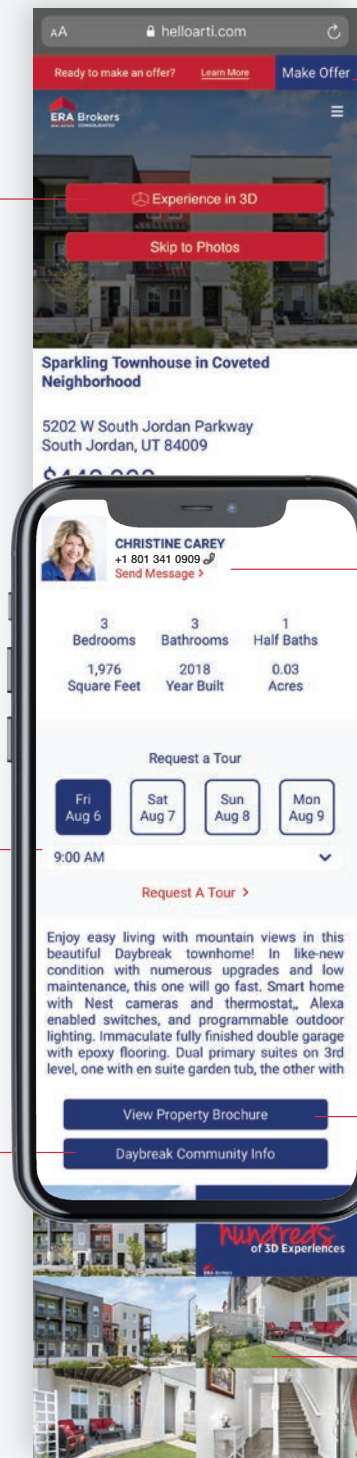 AA helloarti.com
Ready to make an offer? Learn More Make Offer
ERA Brokers
REAL ESTATE CONSOLIDATED
Experience in 3D
Skip to Photos
Sparkling Townhouse in Coveted
Neighborhood
5202 W South Jordan Parkway
South Jordan, UT 84009
CHRISTINE CAREY
+1 801 341 0909
Send Message >
3 3 1
Bedrooms Bathrooms Half Baths
1,976 2018 0.03
Square Feet Year Built Acres
Request a Tour
Fri Sat Sun Mon
Aug 6 Aug 7 Aug 8 Aug 9
9:00 AM
Request A Tour >
Enjoy easy living with mountain views in this
beautiful Daybreak townhome! In like-new
condition with numerous upgrades and low
maintenance, this one will go fast. Smart home
with Nest cameras and thermostat,, Alexa
enabled switches, and programmable outdoor
lighting. Immaculate fully finished double garage
with epoxy flooring. Dual primary suites on 3rd
level, one with en suite garden tub, the other with
View Property Brochure
Daybreak Community Info
hundreds
of 3D Experiences
ERA Brokers